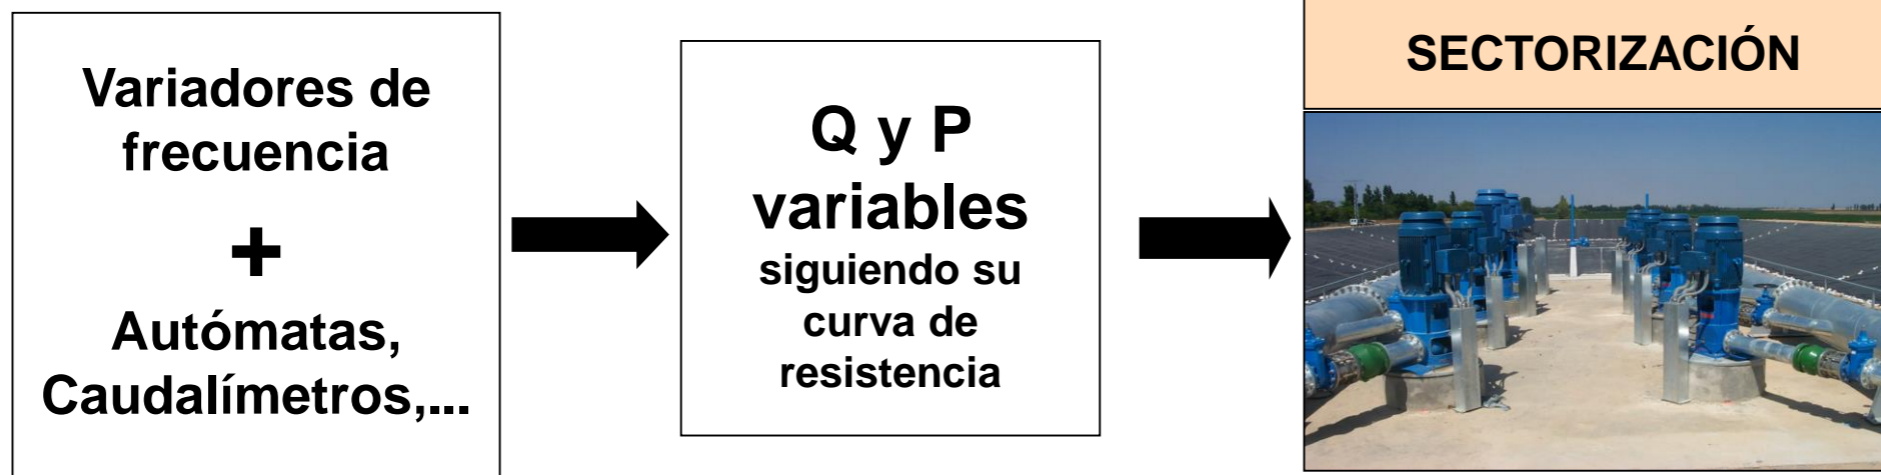 Variadores de
frecuencia
+
Autómatas,
Caudalímetros,...
Q y P
variables
siguiendo su
curva de
resistencia
SECTORIZACIÓN